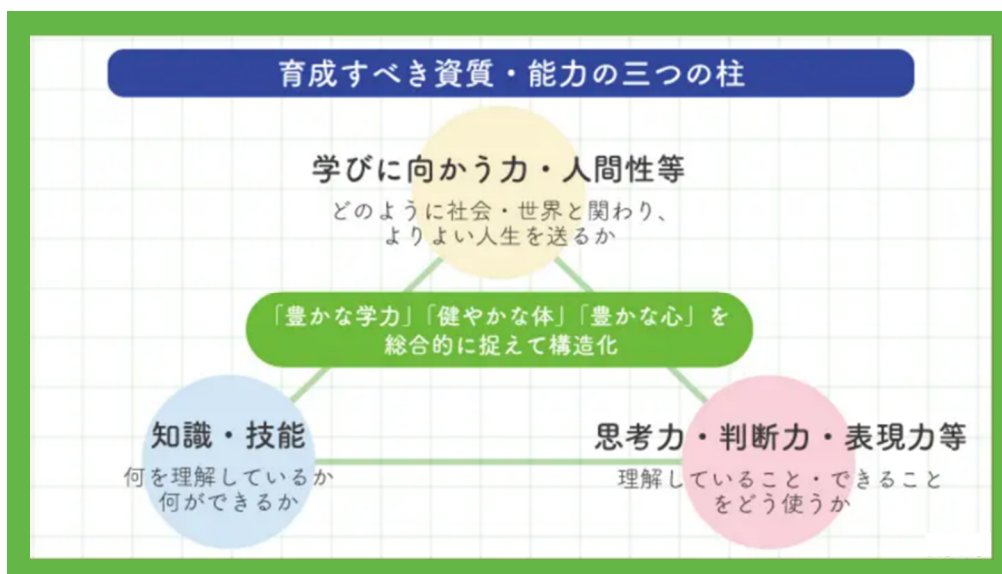 育成すべき資質・能力の三つの柱
学びに向かう力・人間性等
どのように社会・世界と関わり、
よりよい人生を送るか
「豊かな学力」「健やかな体」「豊かな心」を
総合的に捉えて構造化
知識・技能
何を理解しているか
何ができるか
思考力・判断力・表現力等
理解していること・できること
をどう使うか